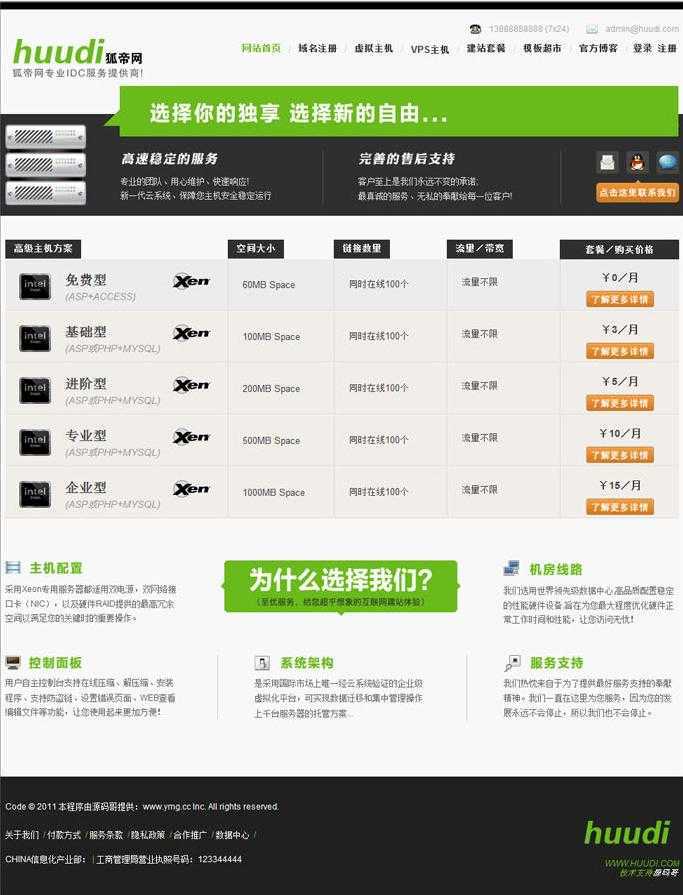 13888888888 (7x24) admin@huudi.com
huudi狐帝网
狐帝网专业IDC服务提供商!
网站首页 / 域名注册 / 虚拟主机 / VPS主机 / 建站套餐 / 模板超市 / 官方博客 / 登录 注册
选择你的独享 选择新的自由...
高速稳定的服务
专业的团队、用心维护、快速响应!
新一代云系统、保障您主机安全稳定运行
完善的售后支持
客户至上是我们永远不变的承诺;
最真诚的服务、无私的奉献给每一位客户!
点击这里联系我们
高级主机方案 空间大小 链接数量 流量／带宽 套餐／购买价格
intel 免费型 Xen 60MB Space 同时在线100个 流量不限 ￥0／月
(ASP+ACCESS) 了解更多详情
intel 基础型 Xen 100MB Space 同时在线100个 流量不限 ￥3／月
(ASP或PHP+MYSQL) 了解更多详情
intel 进阶型 Xen 200MB Space 同时在线100个 流量不限 ￥5／月
(ASP或PHP+MYSQL) 了解更多详情
intel 专业型 Xen 500MB Space 同时在线100个 流量不限 ￥10／月
(ASP或PHP+MYSQL) 了解更多详情
intel 企业型 Xen 1000MB Space 同时在线100个 流量不限 ￥15／月
(ASP或PHP+MYSQL) 了解更多详情
主机配置
采用Xeon专用服务器都适用双电源，双网络接
口卡（NIC），以及硬件RAID提供的最高冗余
空间以满足您的关键时的重要操作。
为什么选择我们?
（至优服务、给您超乎想象的互联网建站体验）
机房线路
我们选用世界领先级数据中心,高品质配置稳定
的性能硬件设备,旨在为您最大程度优化硬件正
常工作时间和性能，让您访问无忧！
控制面板
用户自主控制台支持在线压缩、解压缩、安装
程序、支持防盗链、设置错误页面、WEB查看
编辑文件等功能，让您使用起来更加方便！
系统架构
是采用国际市场上唯一经云系统验证的企业级
虚拟化平台，可实现数据迁移和集中管理操作
上千台服务器的托管方案...
服务支持
我们热忱来自于为了提供最好服务支持的奉献
精神。我们一直在这里为您服务，因为您的发
展永远不会停止，所以我们也不会停止。
Code © 2011 本程序由源码哥提供：www.ymg.cc Inc. All rights reserved.
关于我们 / 付款方式 / 服务条款 / 隐私政策 / 合作推广 / 数据中心 /
CHINA信息化产业部： | 工商管理局营业执照号码：123344444
huudi
WWW.HUUDI.COM
技术支持源码哥